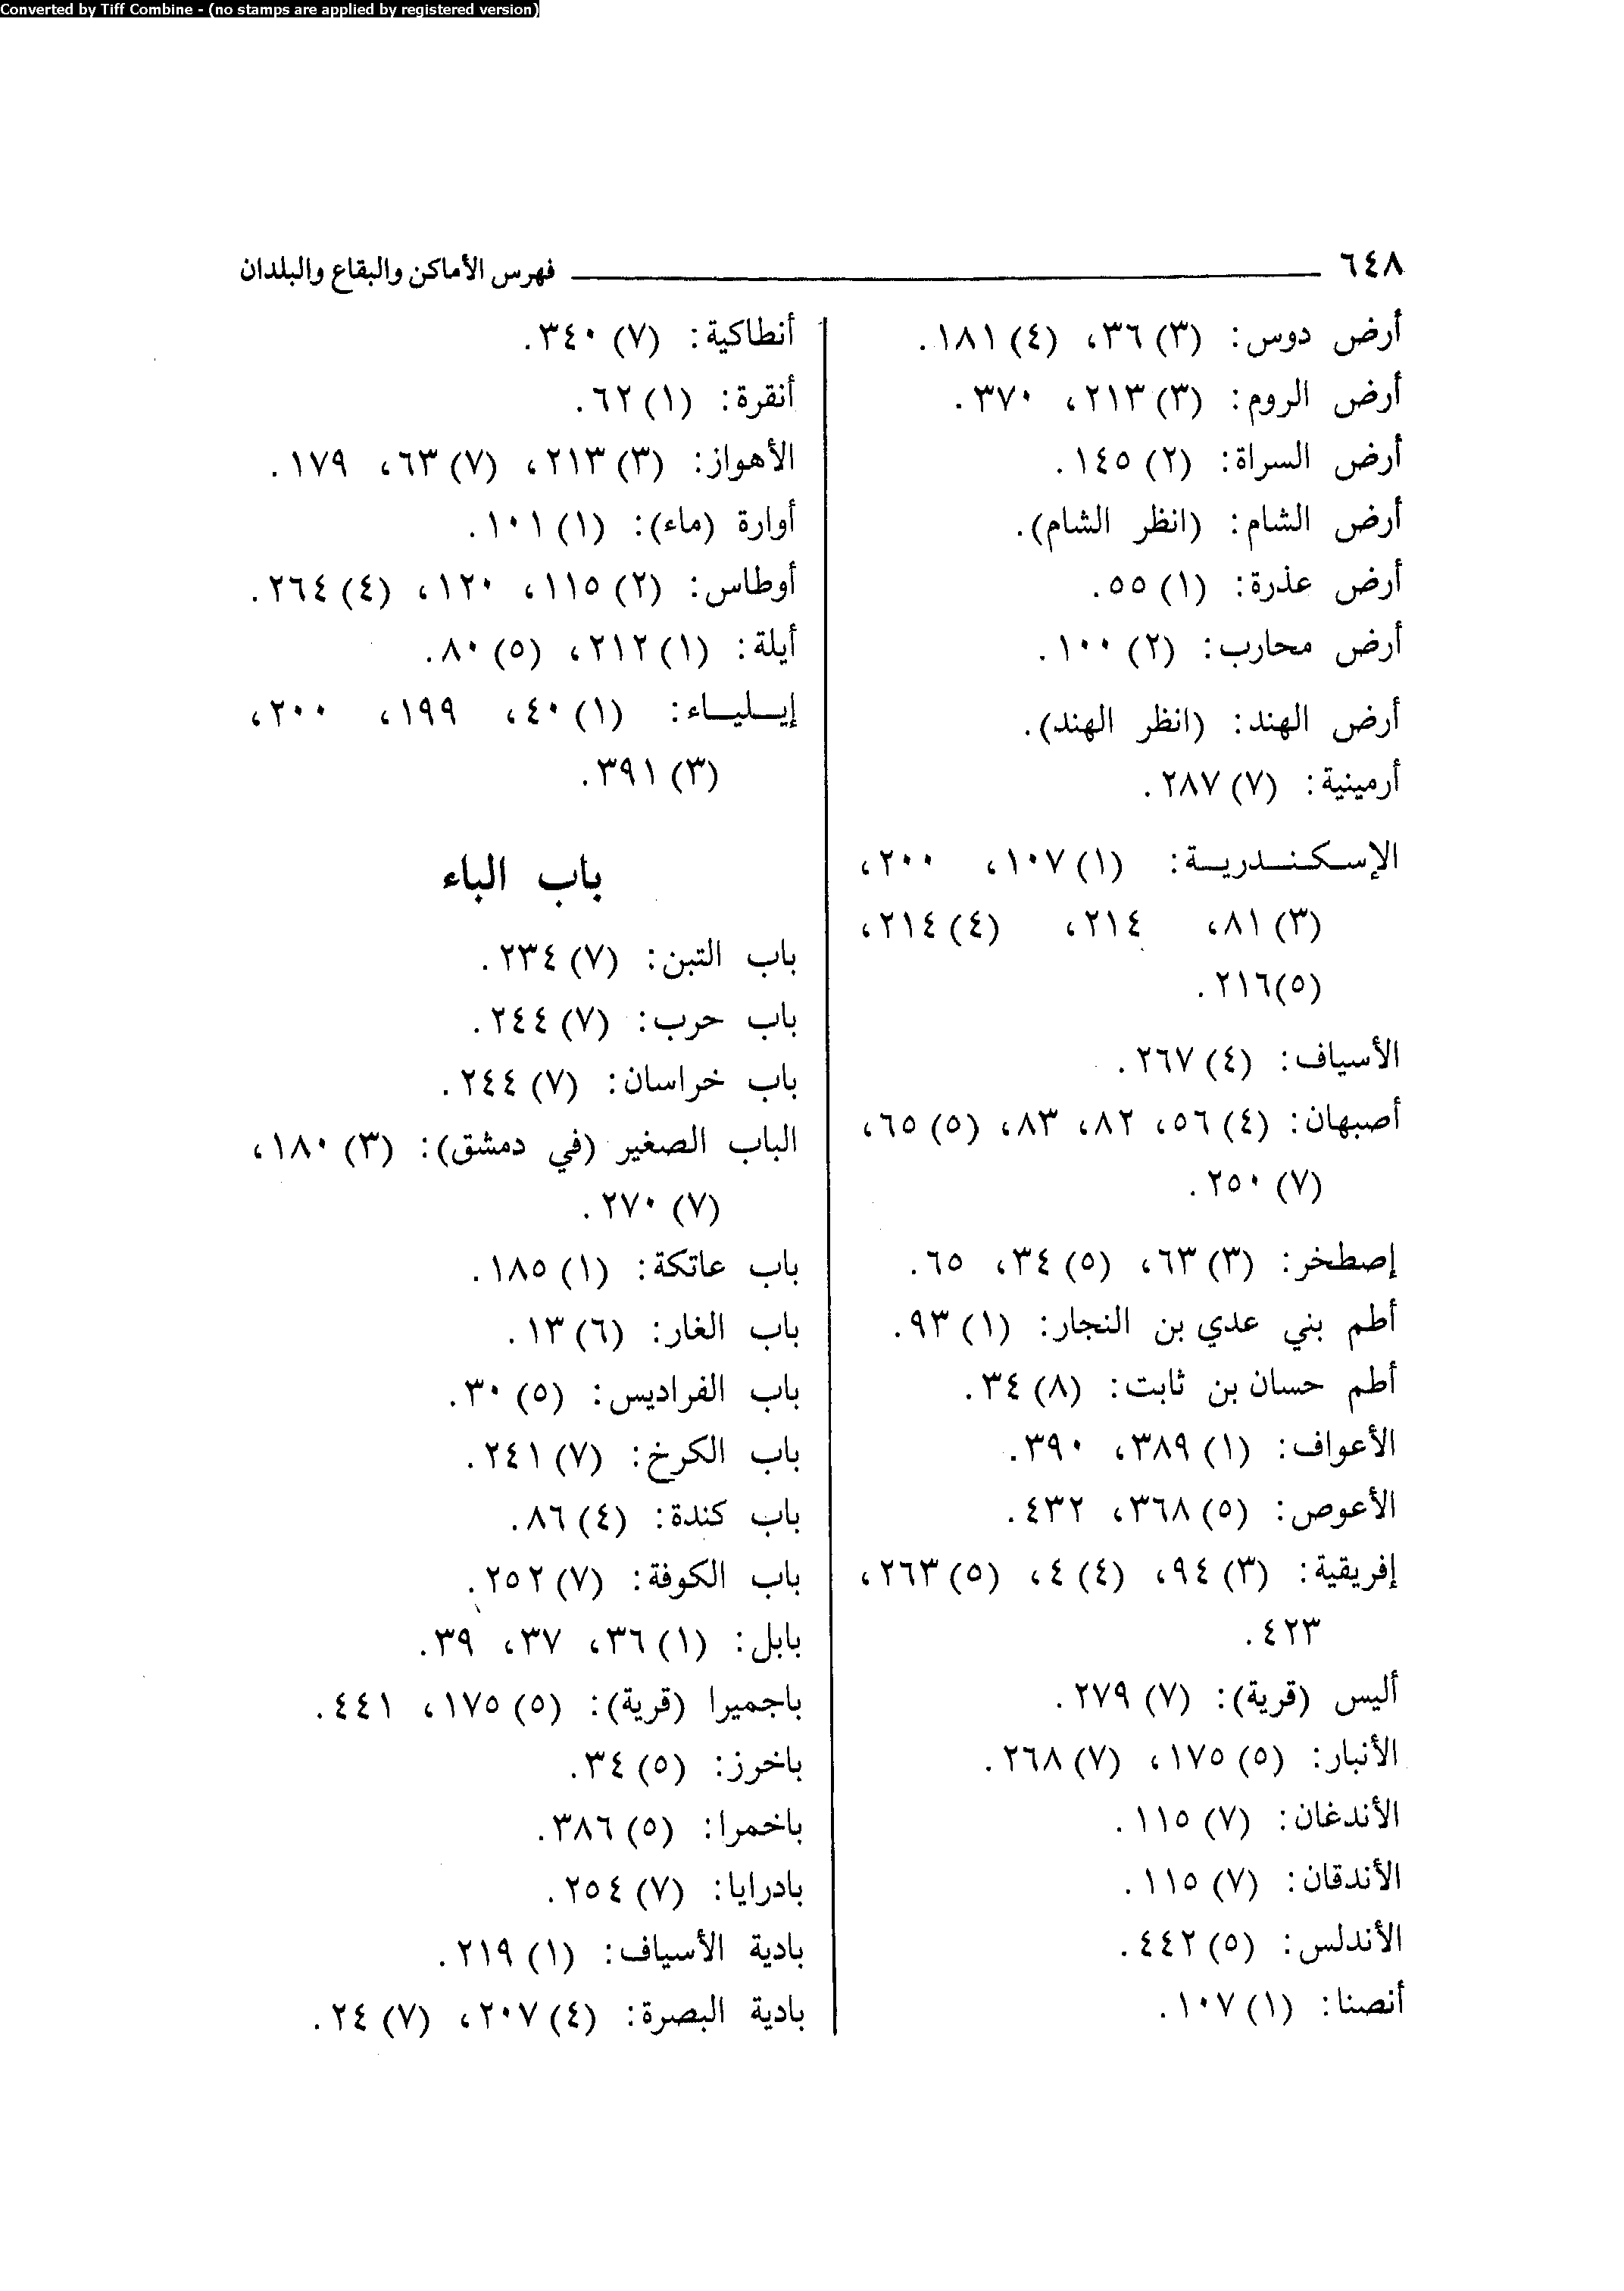 Converted by Tiff Combine - (no stamps are applied by registered version)
٦٤٨ فهرس الأماكن والبقاع والبلدان
أرض دوس: (٣) ٣٦، (٤) ١٨١.
أرض الروم: (٣) ٢١٣، ٣٧٠.
أرض السراة: (٢) ١٤٥.
أرض الشام: (انظر الشام).
أرض عذرة: (١) ٥٥.
أرض محارب: (٢) ١٠٠.
أرض الهند: (انظر الهند).
أرمينية: (٧) ٢٨٧.
الإسكندرية: (١) ١٠٧، ٢٠٠،
(٣) ٨١، ٢١٤، (٤) ٢١٤،
(٥) ٢١٦.
الأسياف: (٤) ٢٦٧.
أصبهان: (٤) ٥٦، ٨٢، ٨٣، (٥) ٦٥،
(٧) ٢٥٠.
إصطخر: (٣) ٦٣، (٥) ٣٤، ٦٥.
أطم بني عدي بن النجار: (١) ٩٣.
أطم حسان بن ثابت: (٨) ٣٤.
الأعواف: (١) ٣٨٩، ٣٩٠.
الأعوص: (٥) ٣٦٨، ٤٣٢.
إفريقية: (٣) ٩٤، (٤) ٤، (٥) ٢٦٣،
٤٢٣.
أليس (قرية): (٧) ٢٧٩.
الأنبار: (٥) ١٧٥، (٧) ٢٦٨.
الأندغان: (٧) ١١٥.
الأندقان: (٧) ١١٥.
الأندلس: (٥) ٤٤٢.
أنصنا: (١) ١٠٧.
أنطاكية: (٧) ٣٤٠.
أنقرة: (١) ٦٢.
الأهواز: (٣) ٢١٣، (٧) ٦٣، ١٧٩.
أوارة (ماء): (١) ١٠١.
أوطاس: (٢) ١١٥، ١٢٠، (٤) ٢٦٤.
أيلة: (١) ٢١٢، (٥) ٨٠.
إيلياء: (١) ٤٠، ١٩٩، ٢٠٠،
(٣) ٣٩١.
باب الباء
باب التبن: (٧) ٢٣٤.
باب حرب: (٧) ٢٤٤.
باب خراسان: (٧) ٢٤٤.
الباب الصغير (في دمشق): (٣) ١٨٠،
(٧) ٢٧٠.
باب عاتكة: (١) ١٨٥.
باب الغار: (٦) ١٣.
باب الفراديس: (٥) ٣٠.
باب الكرخ: (٧) ٢٤١.
باب كندة: (٤) ٨٦.
باب الكوفة: (٧) ٢٥٢.
بابل: (١) ٣٦، ٣٧، ٣٩.
باجميرا (قرية): (٥) ١٧٥، ٤٤١.
باخرز: (٥) ٣٤.
باخمرا: (٥) ٣٨٦.
بادرايا: (٧) ٢٥٤.
بادية الأسياف: (١) ٢١٩.
بادية البصرة: (٤) ٢٠٧، (٧) ٢٤.